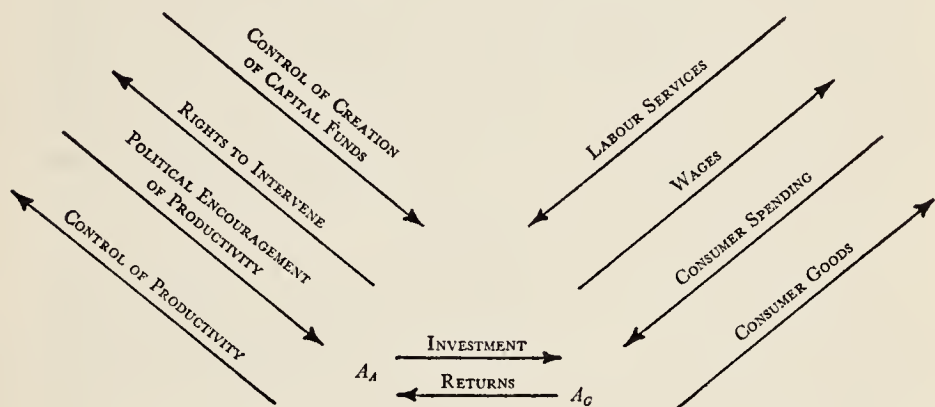 CONTROL OF CREATION
OF CAPITAL FUNDS
RIGHTS TO INTERVENE
POLITICAL ENCOURAGEMENT
OF PRODUCTIVITY
CONTROL OF PRODUCTIVITY
LABOUR SERVICES
WAGES
CONSUMER SPENDING
CONSUMER GOODS
INVESTMENT
A_A
RETURNS
A_G